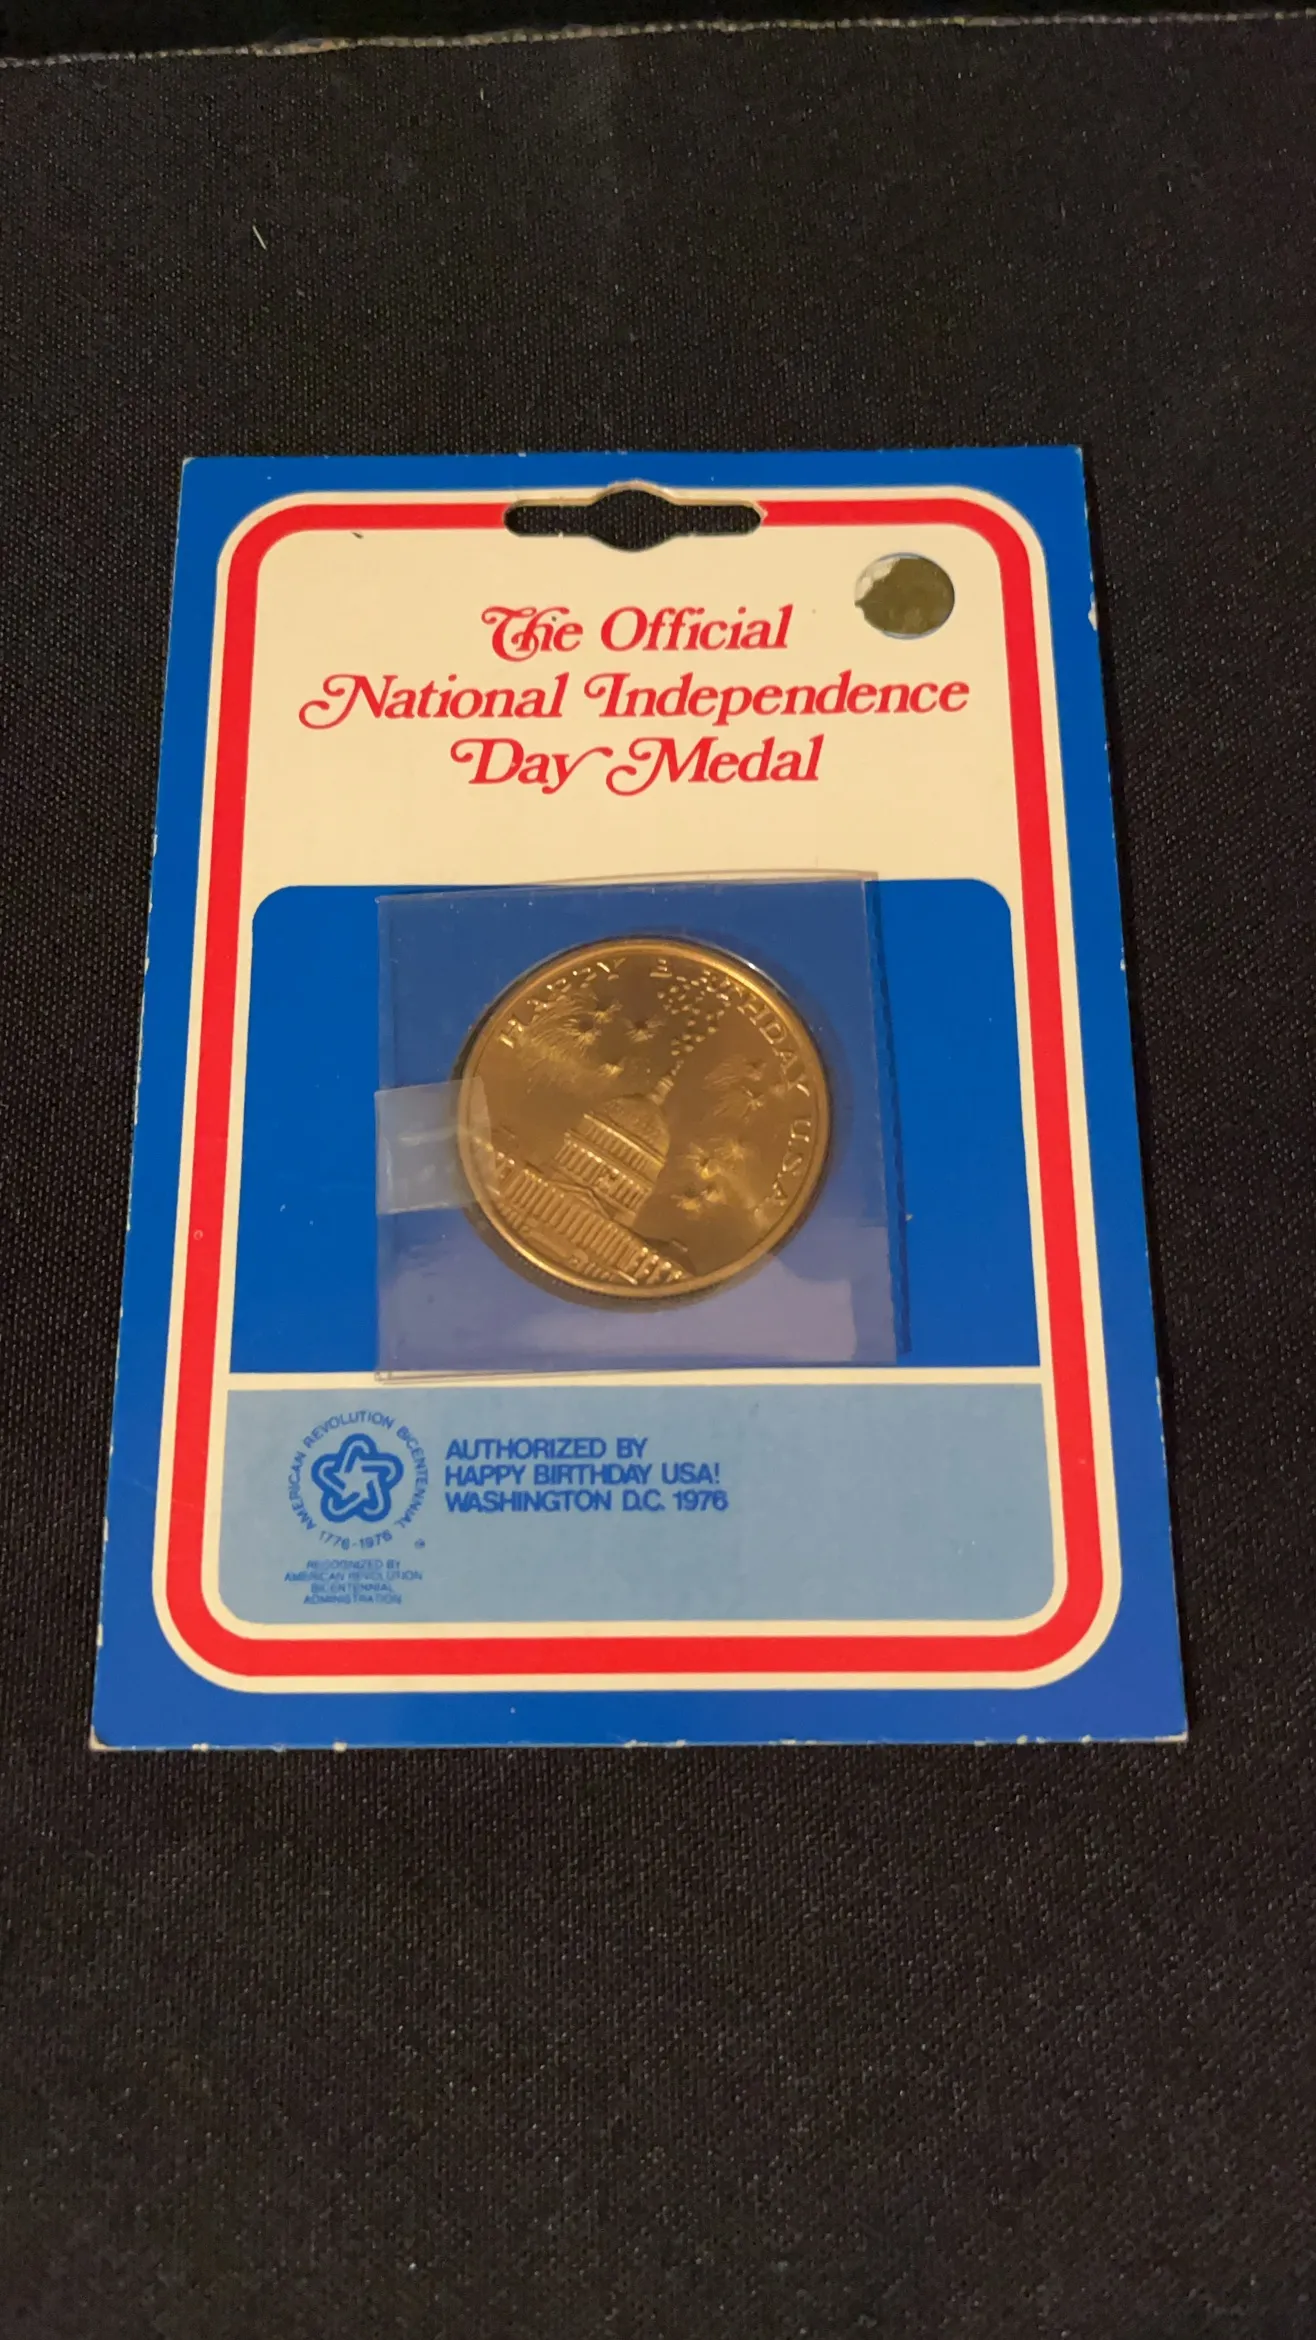 The Official
National Independence
Day Medal
HAPPY BIRTHDAY USA!
AMERICAN REVOLUTION BICENTENNIAL
1776-1976
RECOGNIZED BY
AMERICAN REVOLUTION
BICENTENNIAL
ADMINISTRATION
AUTHORIZED BY
HAPPY BIRTHDAY USA!
WASHINGTON D.C. 1976